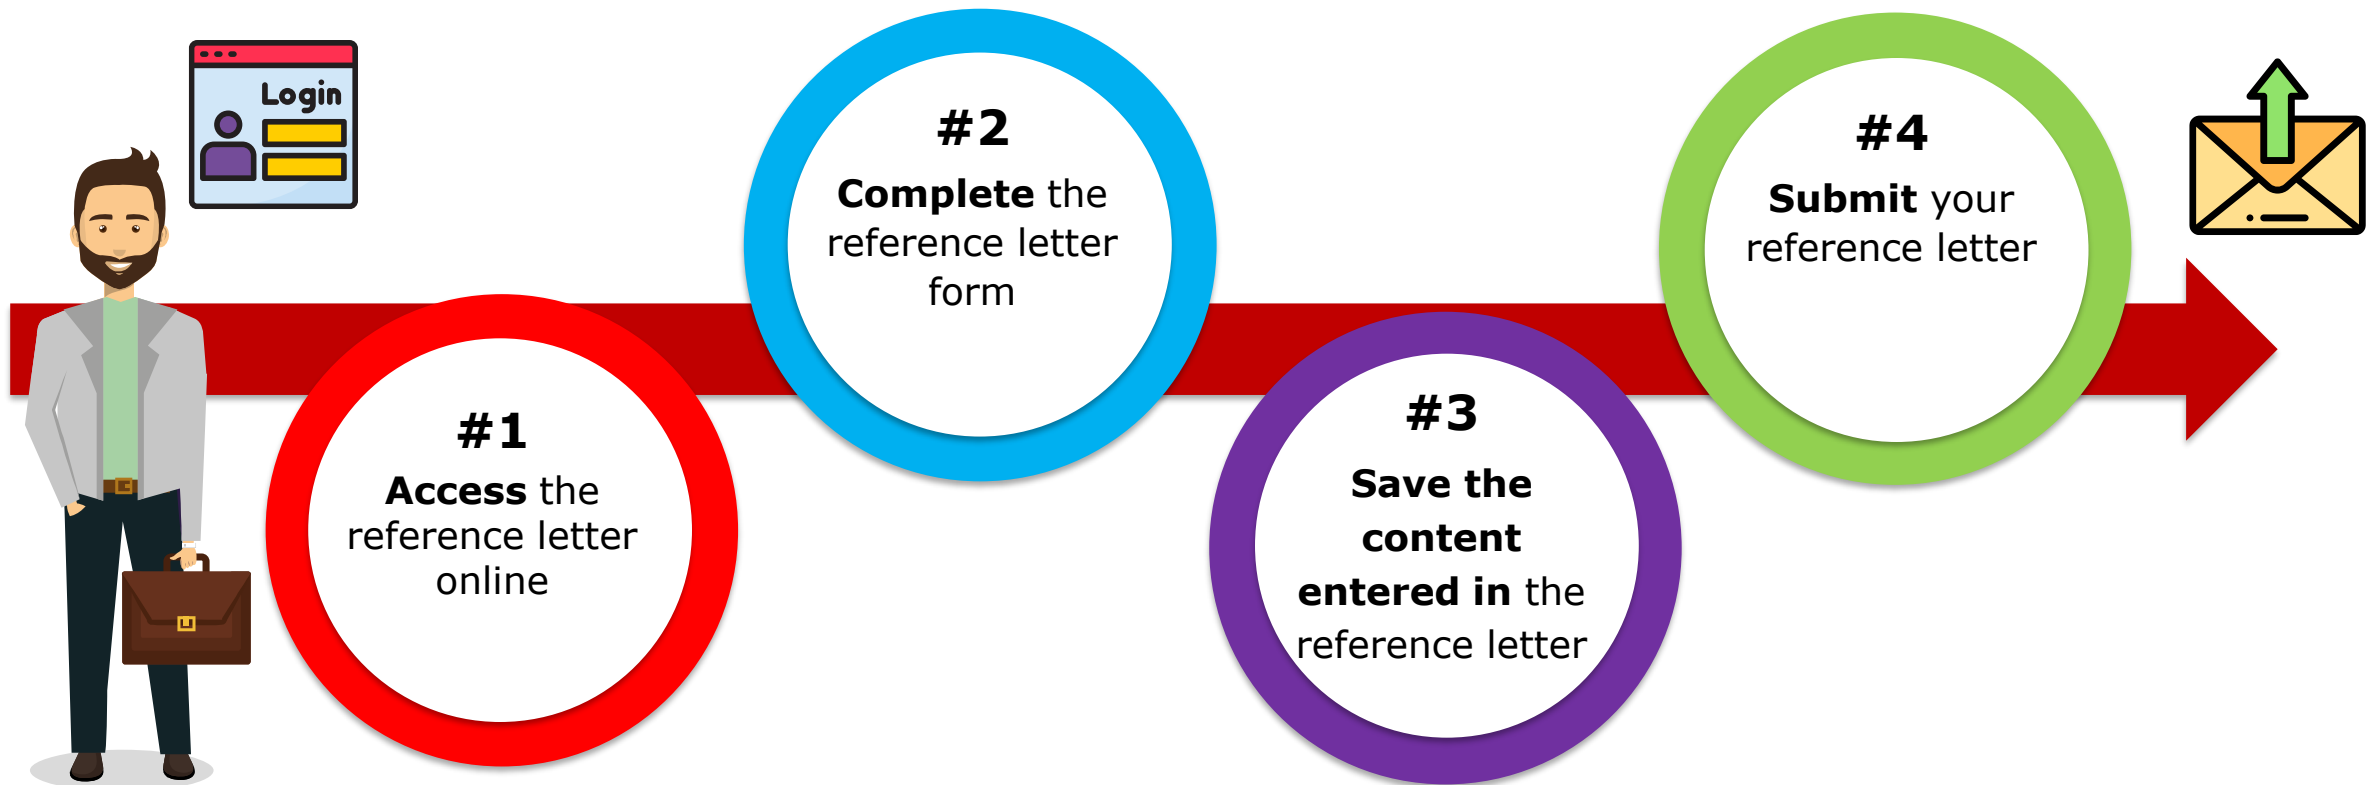 Login
#1
Access the
reference letter
online
#2
Complete the
reference letter
form
#3
Save the
content
entered in the
reference letter
#4
Submit your
reference letter